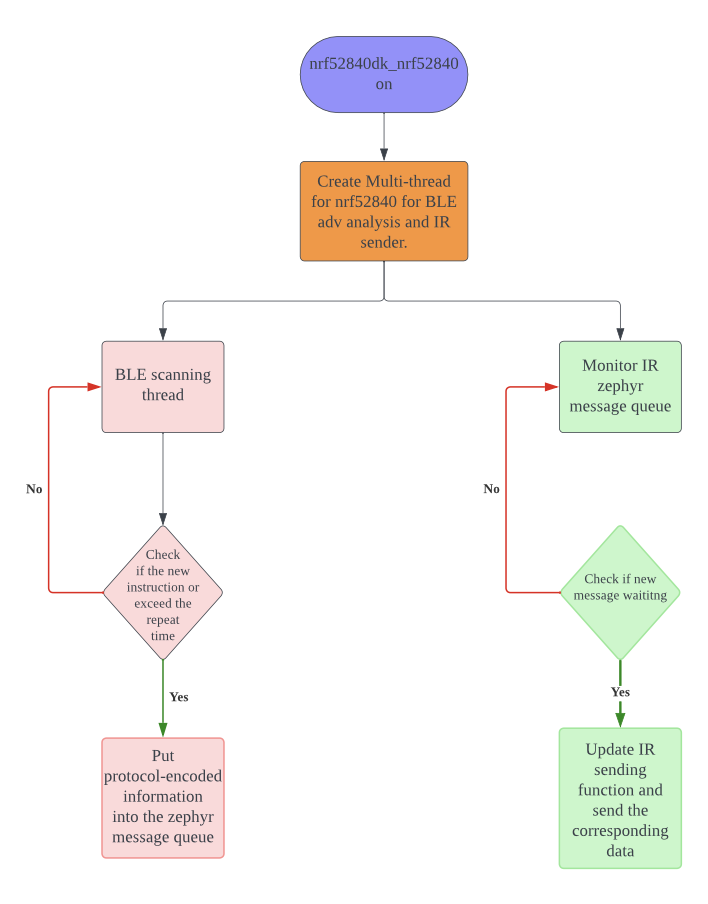 nrf52840dk_nrf52840
on
Create Multi-thread
for nrf52840 for BLE
adv analysis and IR
sender.
BLE scanning
thread
Monitor IR
zephyr
message queue
No
No
Check
if the new
instruction or
exceed the
repeat
time
Check if new
message waititng
Yes
Yes
Put
protocol-encoded
information
into the zephyr
message queue
Update IR
sending
function and
send the
corresponding
data